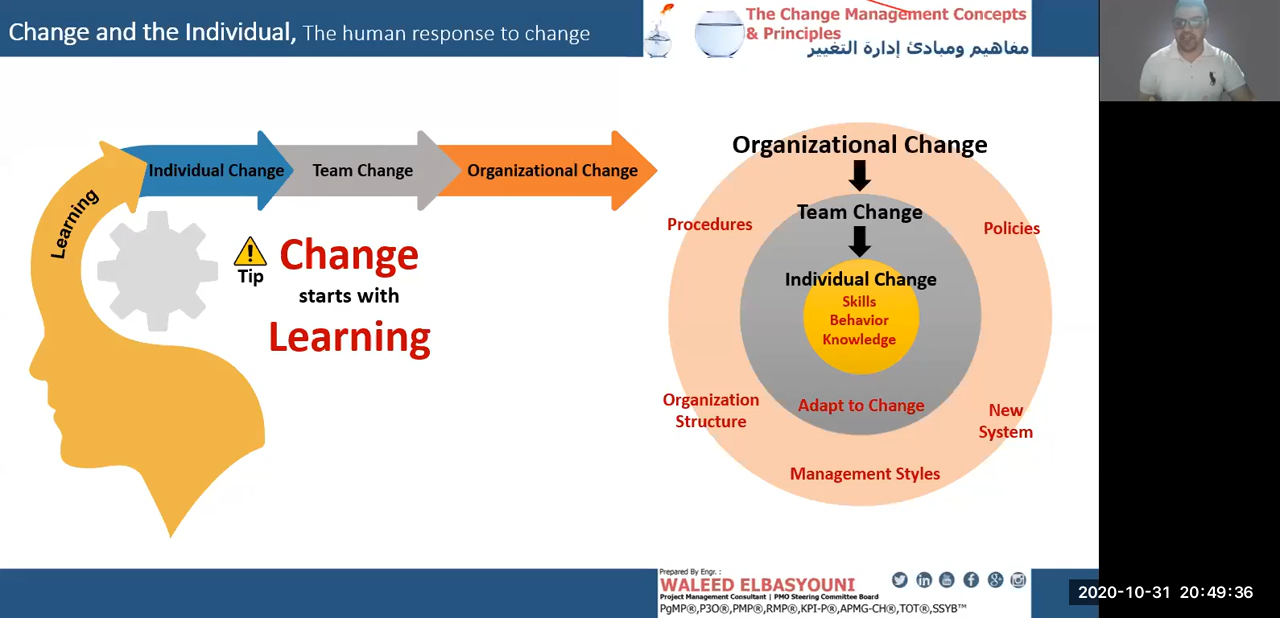 Change and the Individual, The human response to change
The Change Management Concepts
& Principles
مفاهيم ومبادئ إدارة التغيير
Learning
Individual Change
Team Change
Organizational Change
Tip
Change
starts with
Learning
Organizational Change
Team Change
Procedures
Policies
Individual Change
Skills
Behavior
Knowledge
Organization
Structure
Adapt to Change
New
System
Management Styles
Prepared By Engr. :
WALEED ELBASYOUNI
Project Management Consultant | PMO Steering Committee Board
PgMP®,P3O®,PMP®,RMP®,KPI-P®,APMG-CH®,TOT®,SSYB™
2020-10-31 20:49:36